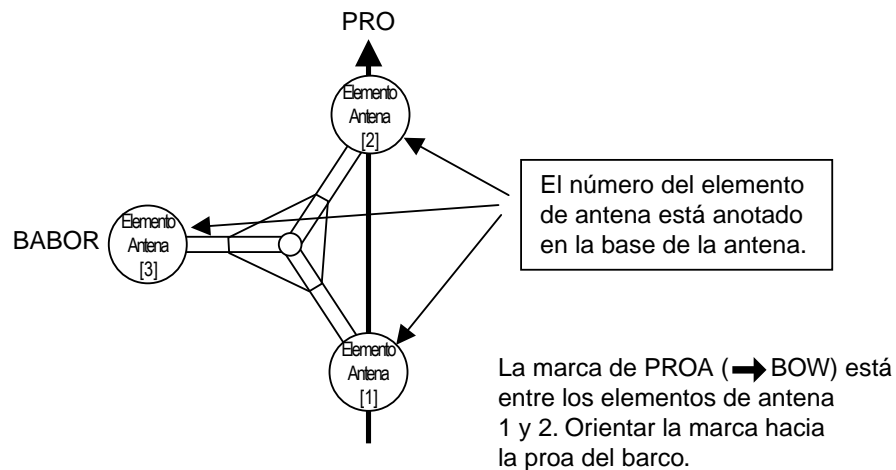 PRO
Elemento
Antena
[2]
El número del elemento
de antena está anotado
en la base de la antena.
BABOR
Elemento
Antena
[3]
Elemento
Antena
[1]
La marca de PROA (➡ BOW) está
entre los elementos de antena
1 y 2. Orientar la marca hacia
la proa del barco.